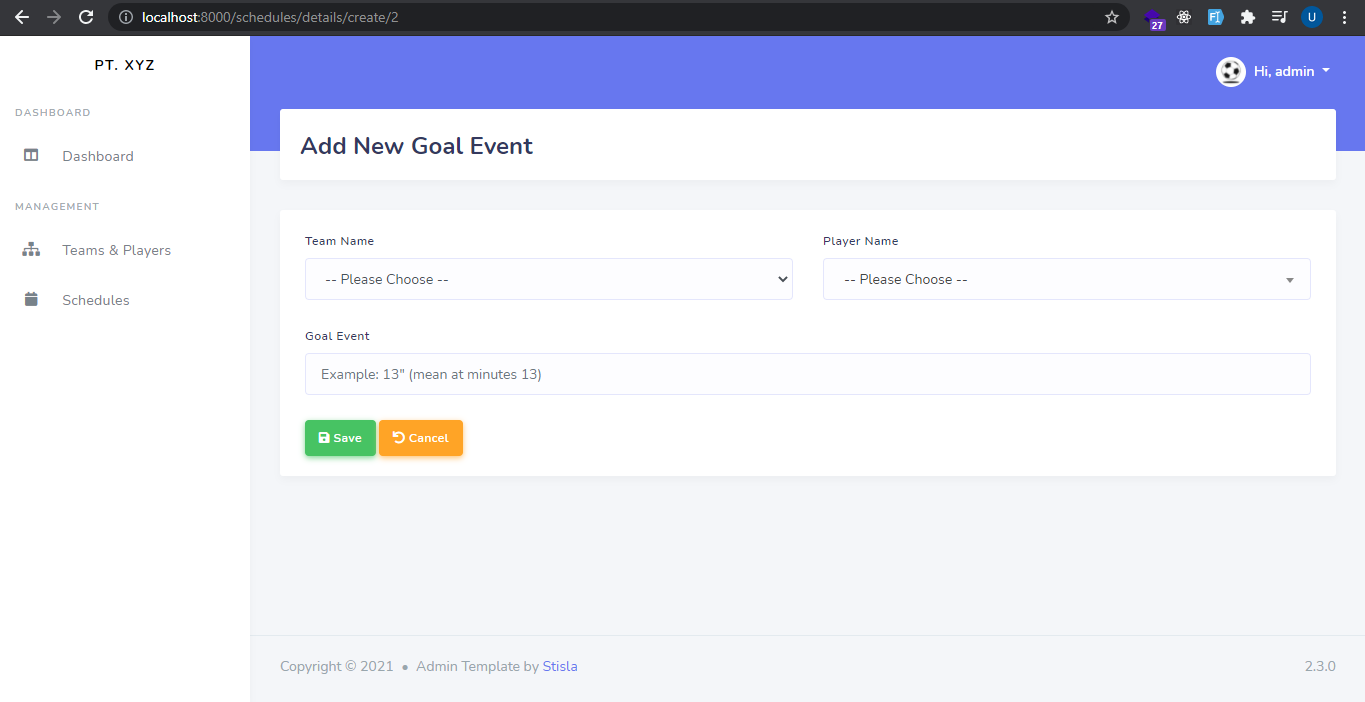 localhost:8000/schedules/details/create/2
27
U
PT. XYZ
Hi, admin
DASHBOARD
Dashboard
MANAGEMENT
Teams & Players
Schedules
Add New Goal Event
Team Name
Player Name
-- Please Choose --
-- Please Choose --
Goal Event
Example: 13" (mean at minutes 13)
Save
Cancel
Copyright © 2021 • Admin Template by Stisla
2.3.0